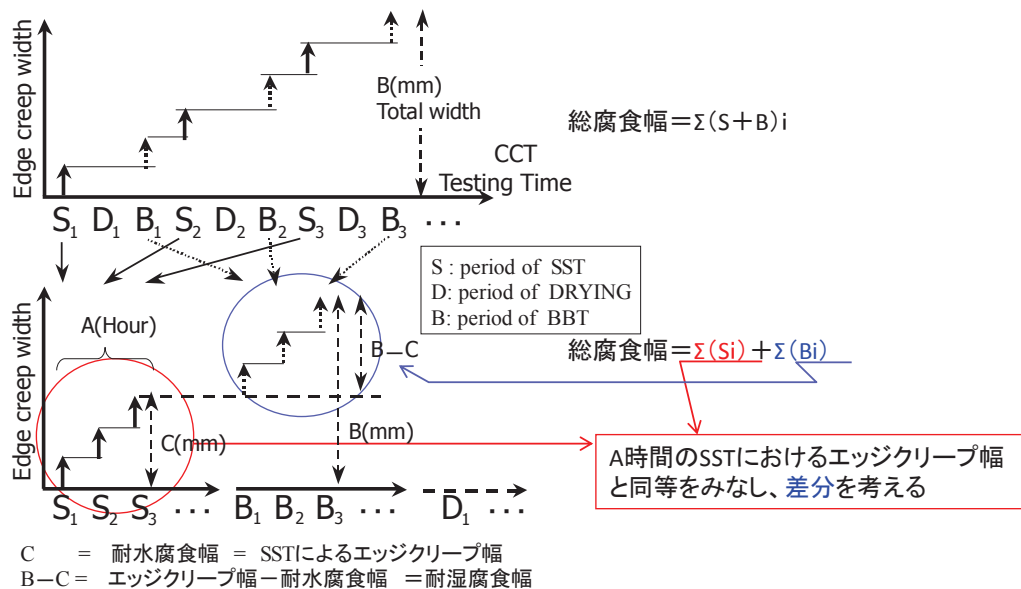 Edge creep width
B(mm)
Total width
総腐食幅=Σ(S+B)i
CCT
Testing Time
S1 D1 B1 S2 D2 B2 S3 D3 B3 ・・・
S : period of SST
D: period of DRYING
B: period of BBT
Edge creep width
A(Hour)
B−C
総腐食幅=Σ(Si)+Σ(Bi)
C(mm)
B(mm)
A時間のSSTにおけるエッジクリープ幅
と同等をみなし、差分を考える
S1 S2 S3 ・・・ B1 B2 B3 ・・・ D1 ・・・
C = 耐水腐食幅 = SSTによるエッジクリープ幅
B−C = エッジクリープ幅−耐水腐食幅 =耐湿腐食幅